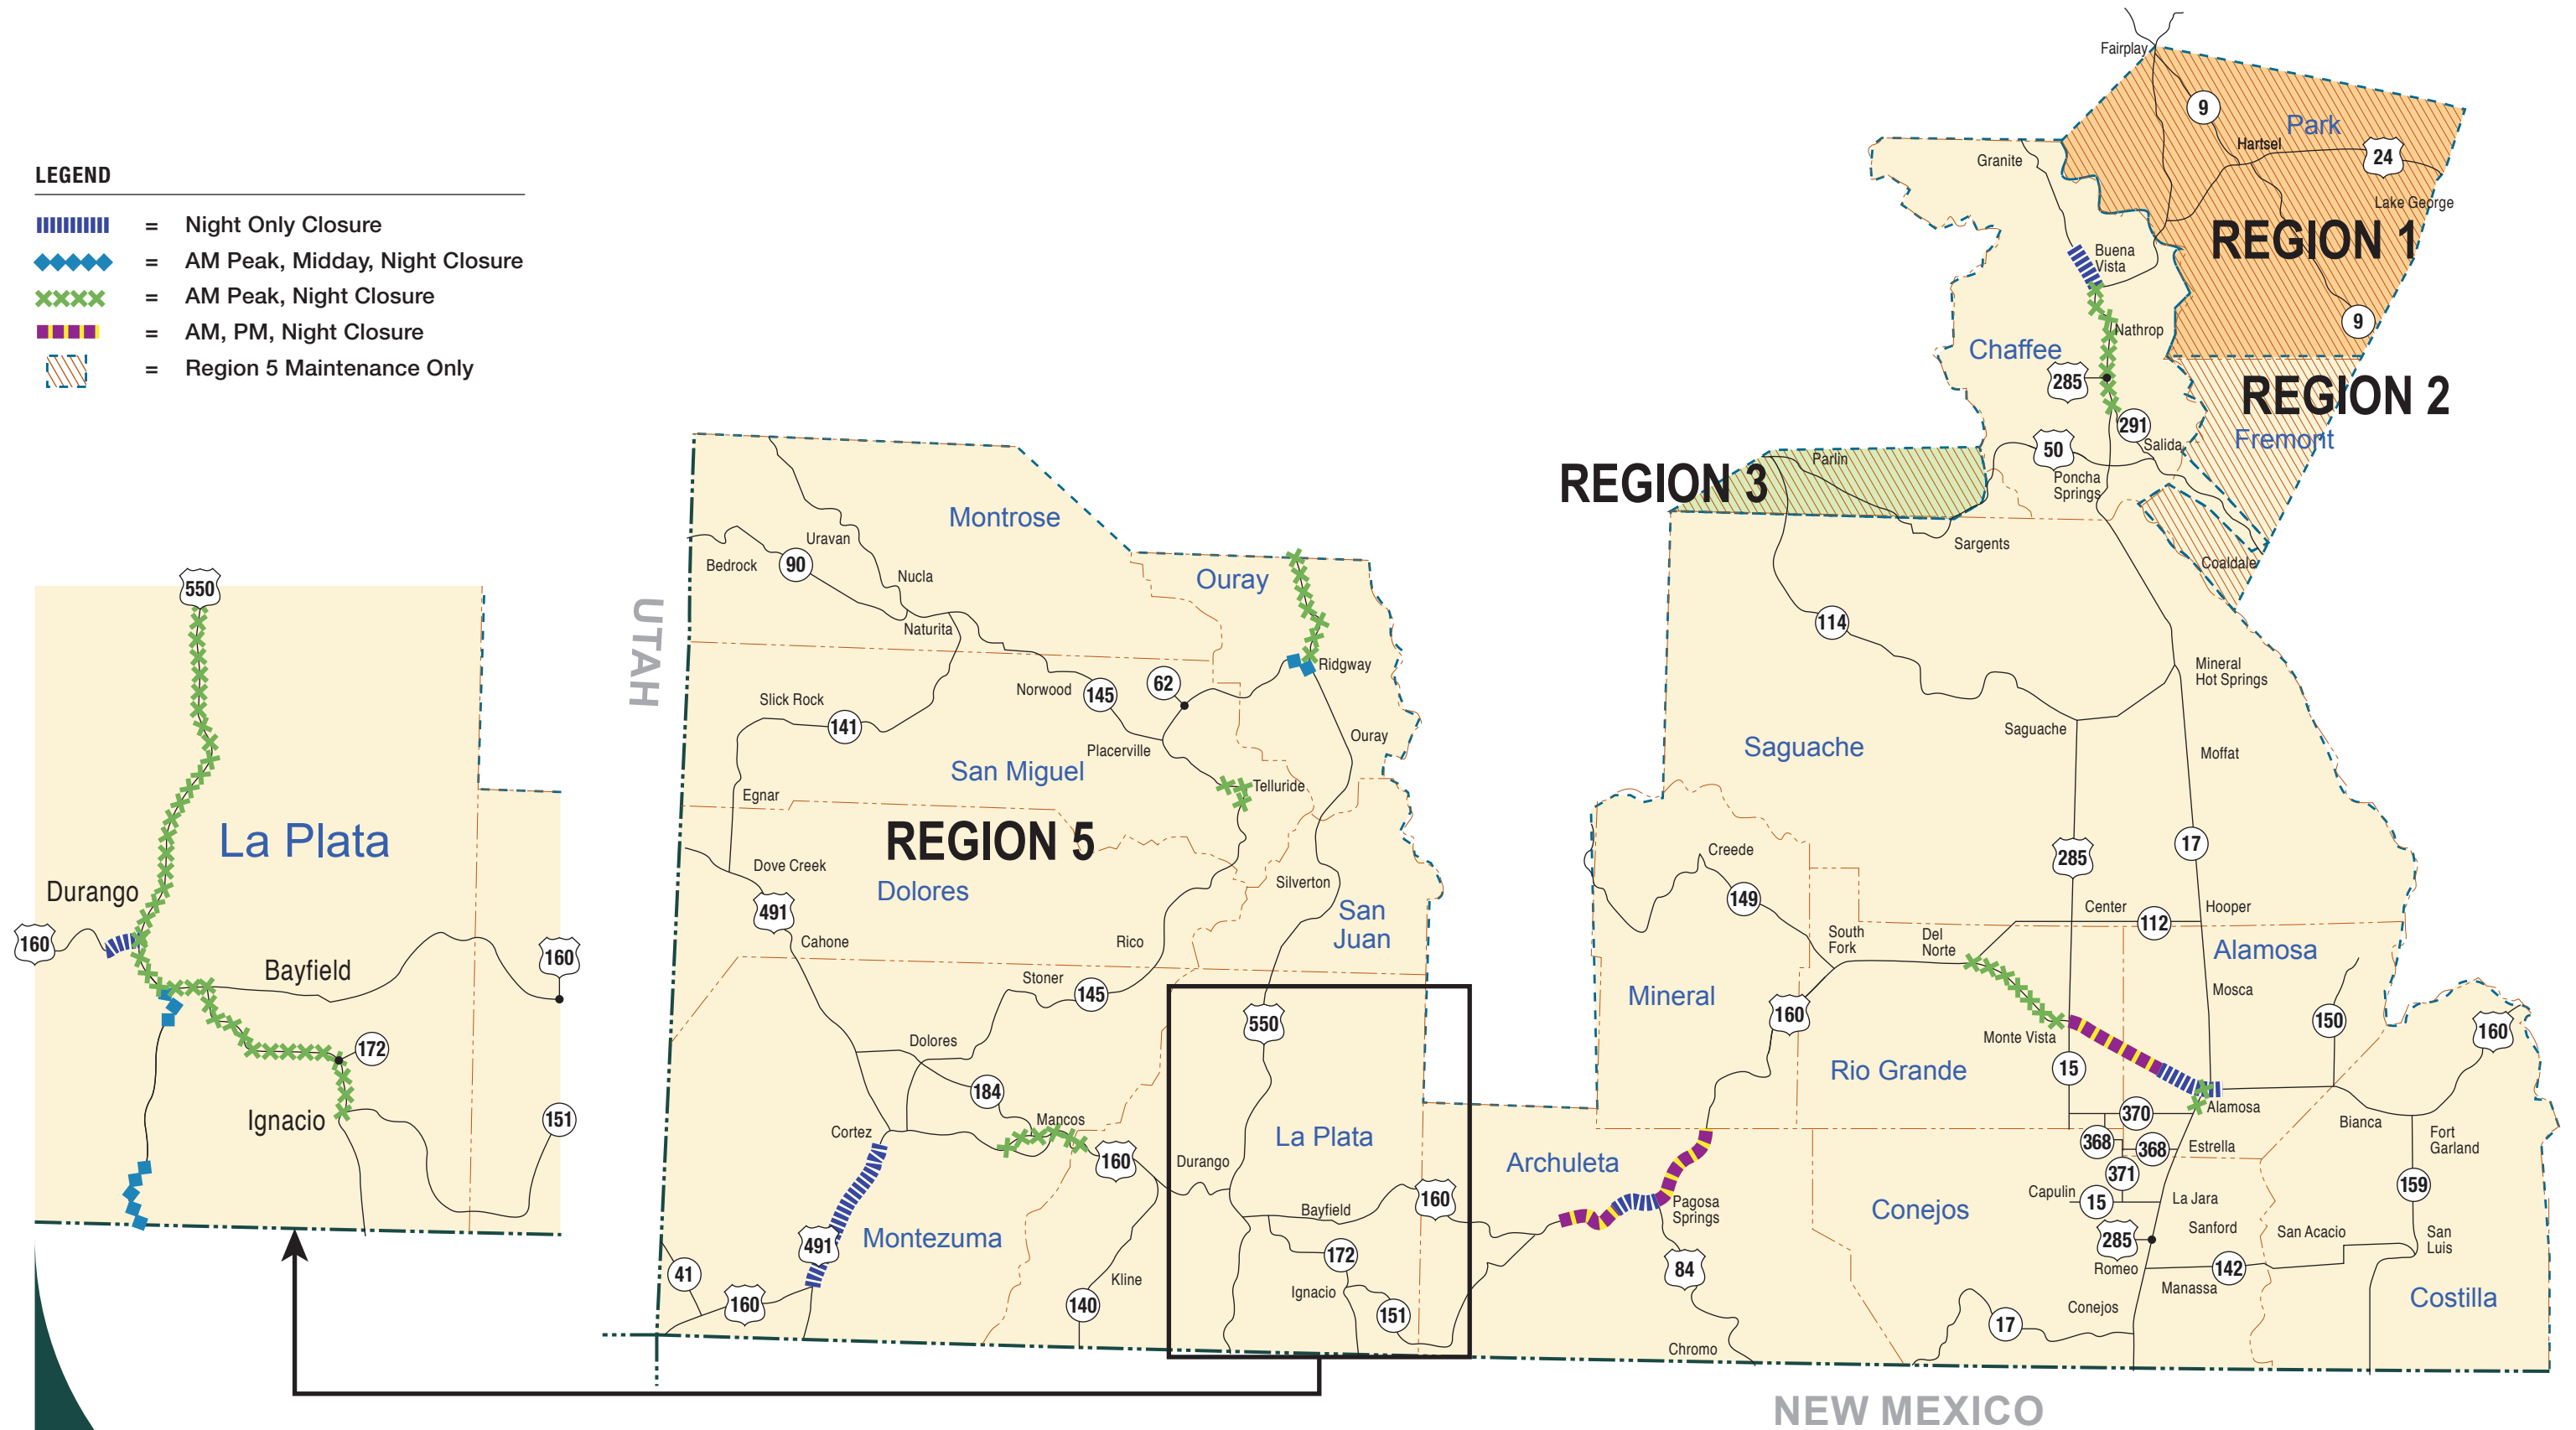 LEGEND
= Night Only Closure
= AM Peak, Midday, Night Closure
= AM Peak, Night Closure
= AM, PM, Night Closure
= Region 5 Maintenance Only
550
La Plata
Durango
160
Bayfield
160
172
Ignacio
151
UTAH
Montrose
Uravan
Bedrock
90
Nucla
Naturita
Ouray
Ridgway
Slick Rock
141
Norwood
145
62
Placerville
Ouray
San Miguel
Telluride
Egnar
REGION 5
Dove Creek
Dolores
491
Cahone
Silverton
San
Juan
Rico
Stoner
145
550
Dolores
184
Mancos
Cortez
160
Durango
La Plata
160
Bayfield
491
Montezuma
172
41
160
Kline
140
Ignacio
151
Fairplay
9
Park
Hartsel
24
Lake George
REGION 1
9
Granite
Buena
Vista
Nathrop
Chaffee
285
REGION 2
Fremont
291
50
Salida
Poncha
Springs
REGION 3
Parlin
Sargents
Coaldale
114
Mineral
Hot Springs
Saguache
Saguache
Moffat
285
17
Creede
149
South
Fork
Del
Norte
Center
112
Hooper
Alamosa
Mineral
160
Mosca
150
160
Monte Vista
15
Rio Grande
Alamosa
370
Bianca
Fort
Garland
368
368
Estrella
371
Archuleta
Pagosa
Springs
Conejos
Capulin
15
La Jara
159
285
Sanford
San Acacio
San
Luis
84
Romeo
142
Manassa
Costilla
Conejos
17
Chromo
NEW MEXICO